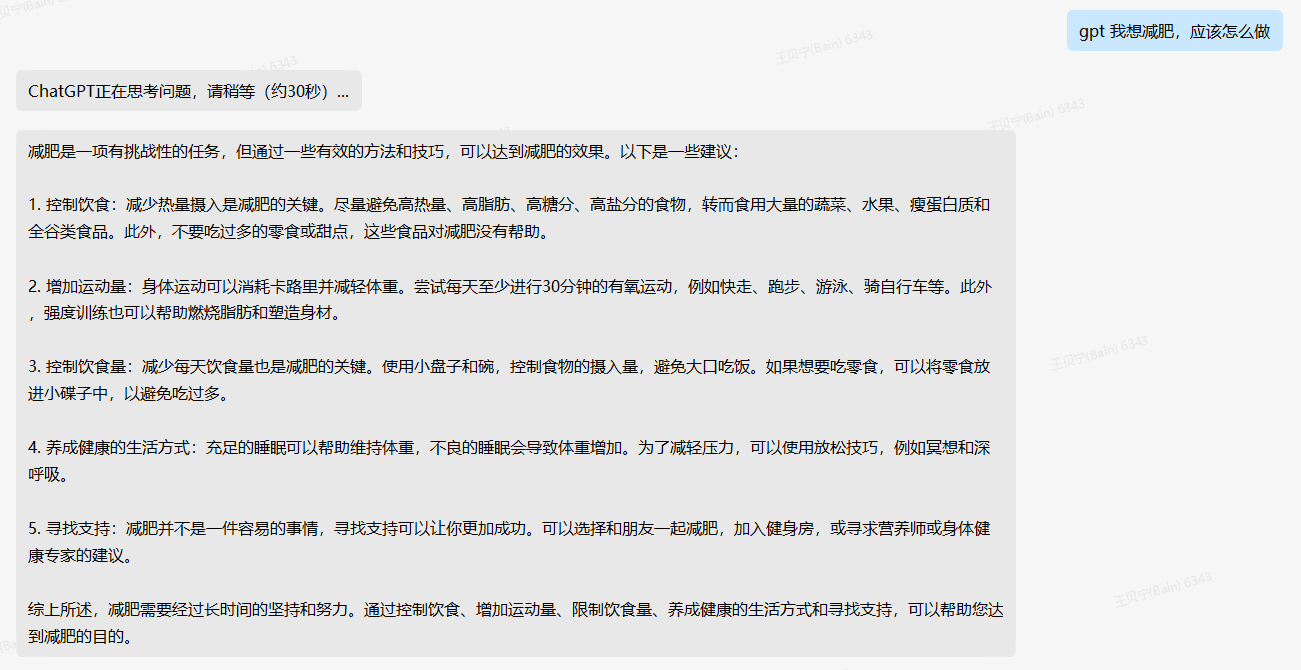 gpt 我想减肥，应该怎么做
ChatGPT正在思考问题，请稍等（约30秒）...
减肥是一项有挑战性的任务，但通过一些有效的方法和技巧，可以达到减肥的效果。以下是一些建议：
1. 控制饮食：减少热量摄入是减肥的关键。尽量避免高热量、高脂肪、高糖分、高盐分的食物，转而食用大量的蔬菜、水果、瘦蛋白质和
全谷类食品。此外，不要吃过多的零食或甜点，这些食品对减肥没有帮助。
2. 增加运动量：身体运动可以消耗卡路里并减轻体重。尝试每天至少进行30分钟的有氧运动，例如快走、跑步、游泳、骑自行车等。此外
，强度训练也可以帮助燃烧脂肪和塑造身材。
3. 控制饮食量：减少每天饮食量也是减肥的关键。使用小盘子和碗，控制食物的摄入量，避免大口吃饭。如果想要吃零食，可以将零食放
进小碟子中，以避免吃过多。
4. 养成健康的生活方式：充足的睡眠可以帮助维持体重，不良的睡眠会导致体重增加。为了减轻压力，可以使用放松技巧，例如冥想和深
呼吸。
5. 寻找支持：减肥并不是一件容易的事情，寻找支持可以让你更加成功。可以选择和朋友一起减肥，加入健身房，或寻求营养师或身体健
康专家的建议。
综上所述，减肥需要经过长时间的坚持和努力。通过控制饮食、增加运动量、限制饮食量、养成健康的生活方式和寻找支持，可以帮助您达
到减肥的目的。
王贝宁(Bain) 6343
王贝宁(Bain) 6343
王贝宁(Bain) 6343
王贝宁(Bain) 6343